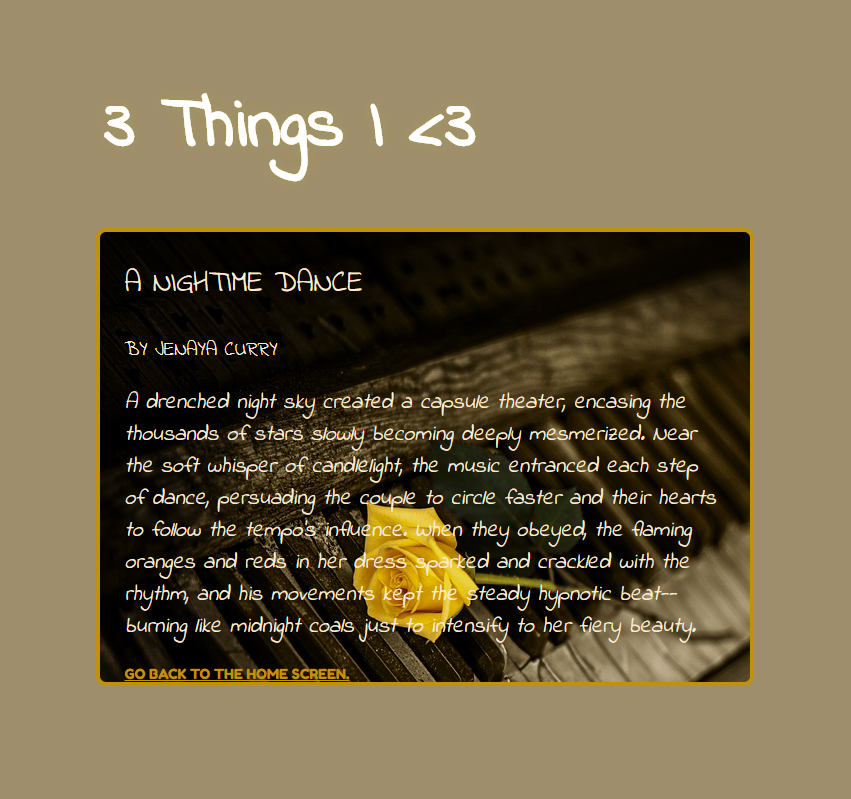 3 Things I <3
A NIGHTIME DANCE
BY JENAYA CURRY
A drenched night sky created a capsule theater, encasing the
thousands of stars slowly becoming deeply mesmerized. Near
the soft whisper of candlelight, the music entranced each step
of dance, persuading the couple to circle faster and their hearts
to follow the tempo's influence. When they obeyed, the flaming
oranges and reds in her dress sparked and crackled with the
rhythm, and his movements kept the steady hypnotic beat--
burning like midnight coals just to intensify to her fiery beauty.
GO BACK TO THE HOME SCREEN.